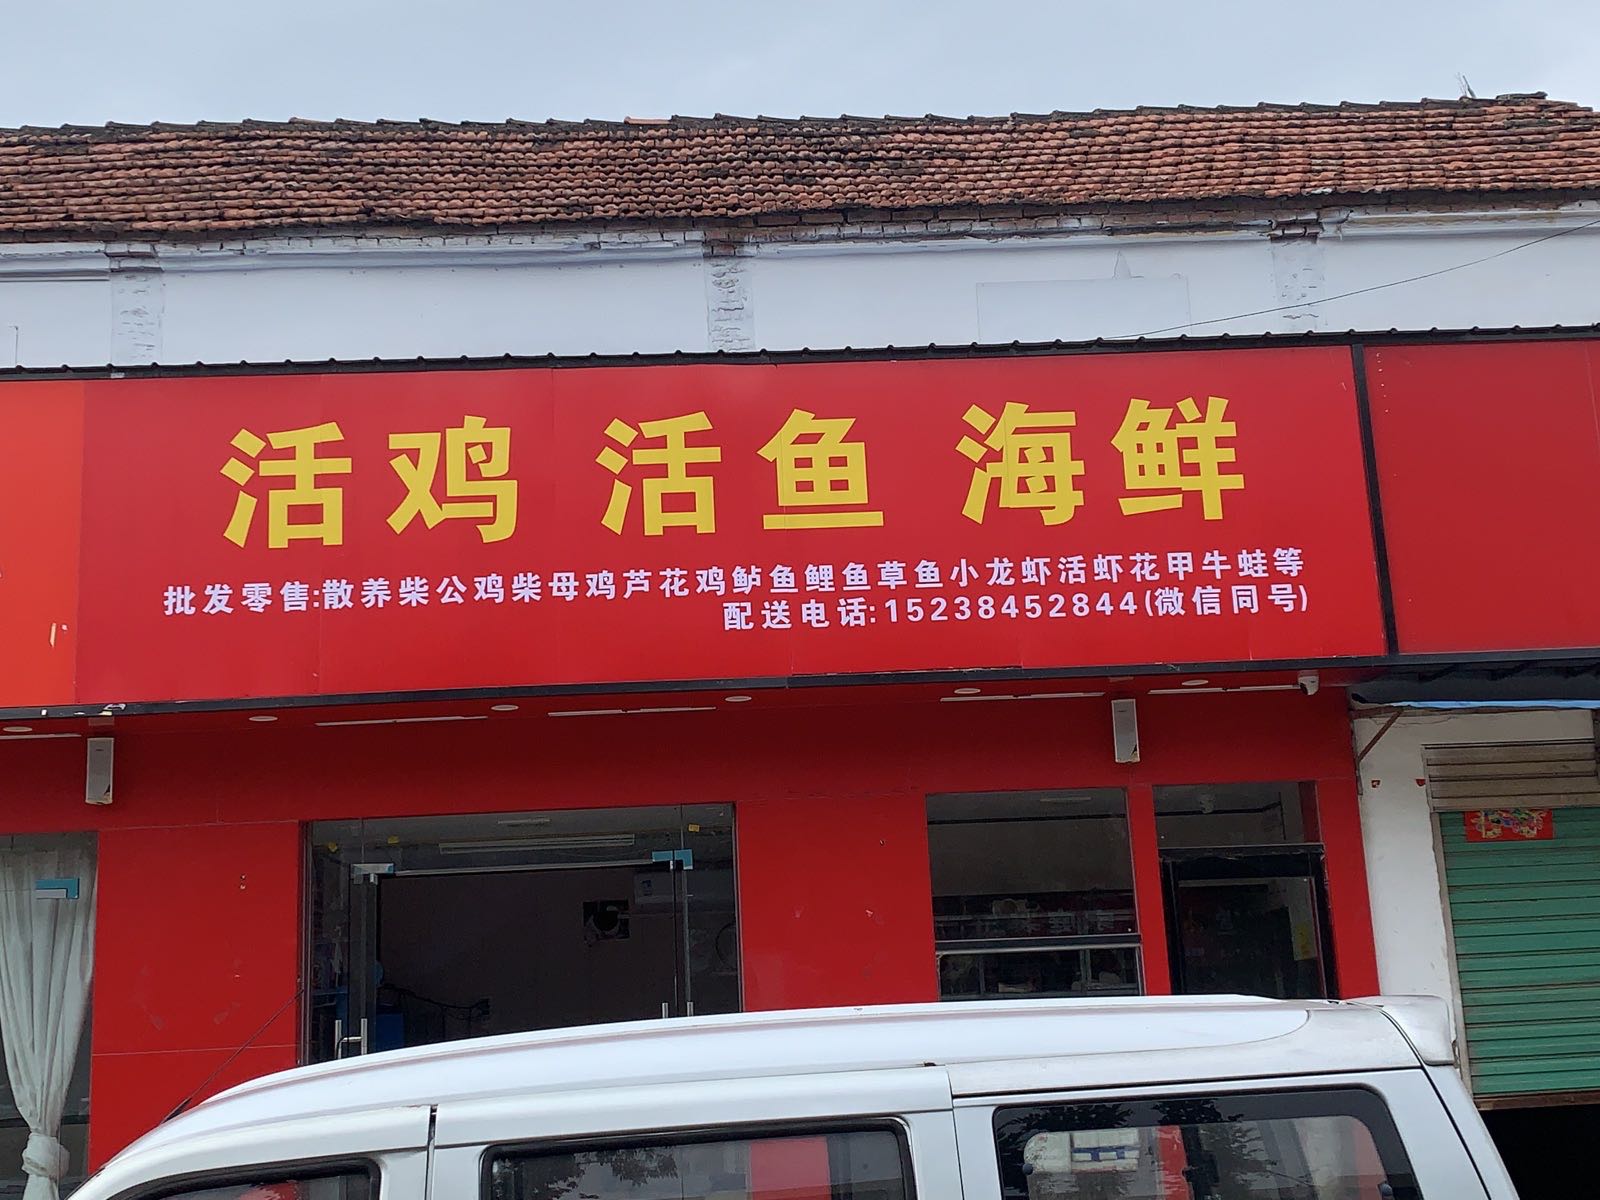 活鸡 活鱼 海鲜
批发零售:散养柴公鸡柴母鸡芦花鸡鲈鱼鲤鱼草鱼小龙虾活虾花甲牛蛙等
配送电话:15238452844(微信同号)